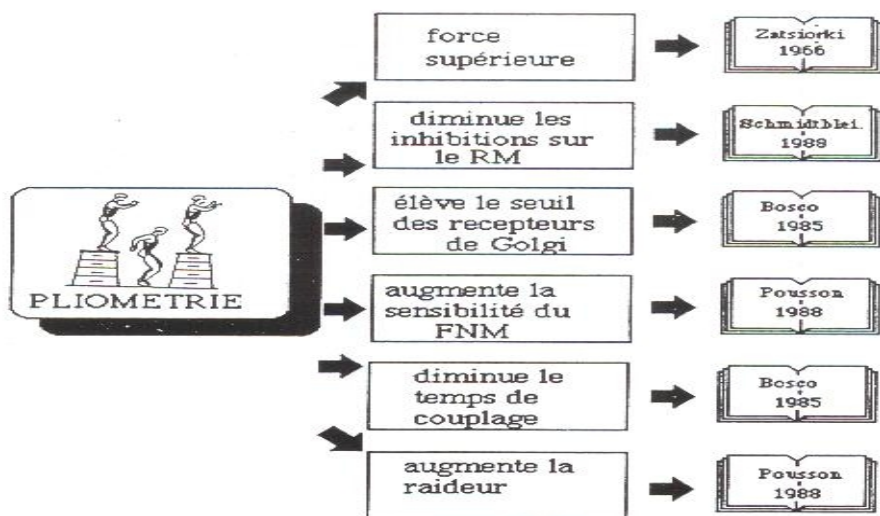 PLIOMETRIE
force
supérieure
Zatsiorki
1966
diminue les
inhibitions sur
le RM
Schmidtblei.
1988
élève le seuil
des recepteurs
de Golgi
Bosco
1985
augmente la
sensibilité du
FNM
Pousson
1988
diminue le
temps de
couplage
Bosco
1985
augmente la
raideur
Pousson
1988